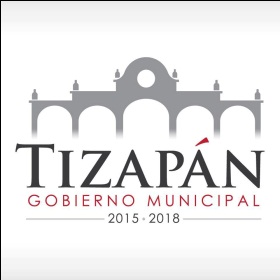 TIZAPÁN
GOBIERNO MUNICIPAL
2015 - 2018